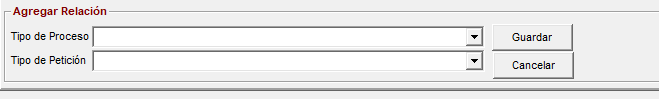 Agregar Relación
Tipo de Proceso
Guardar
Tipo de Petición
Cancelar